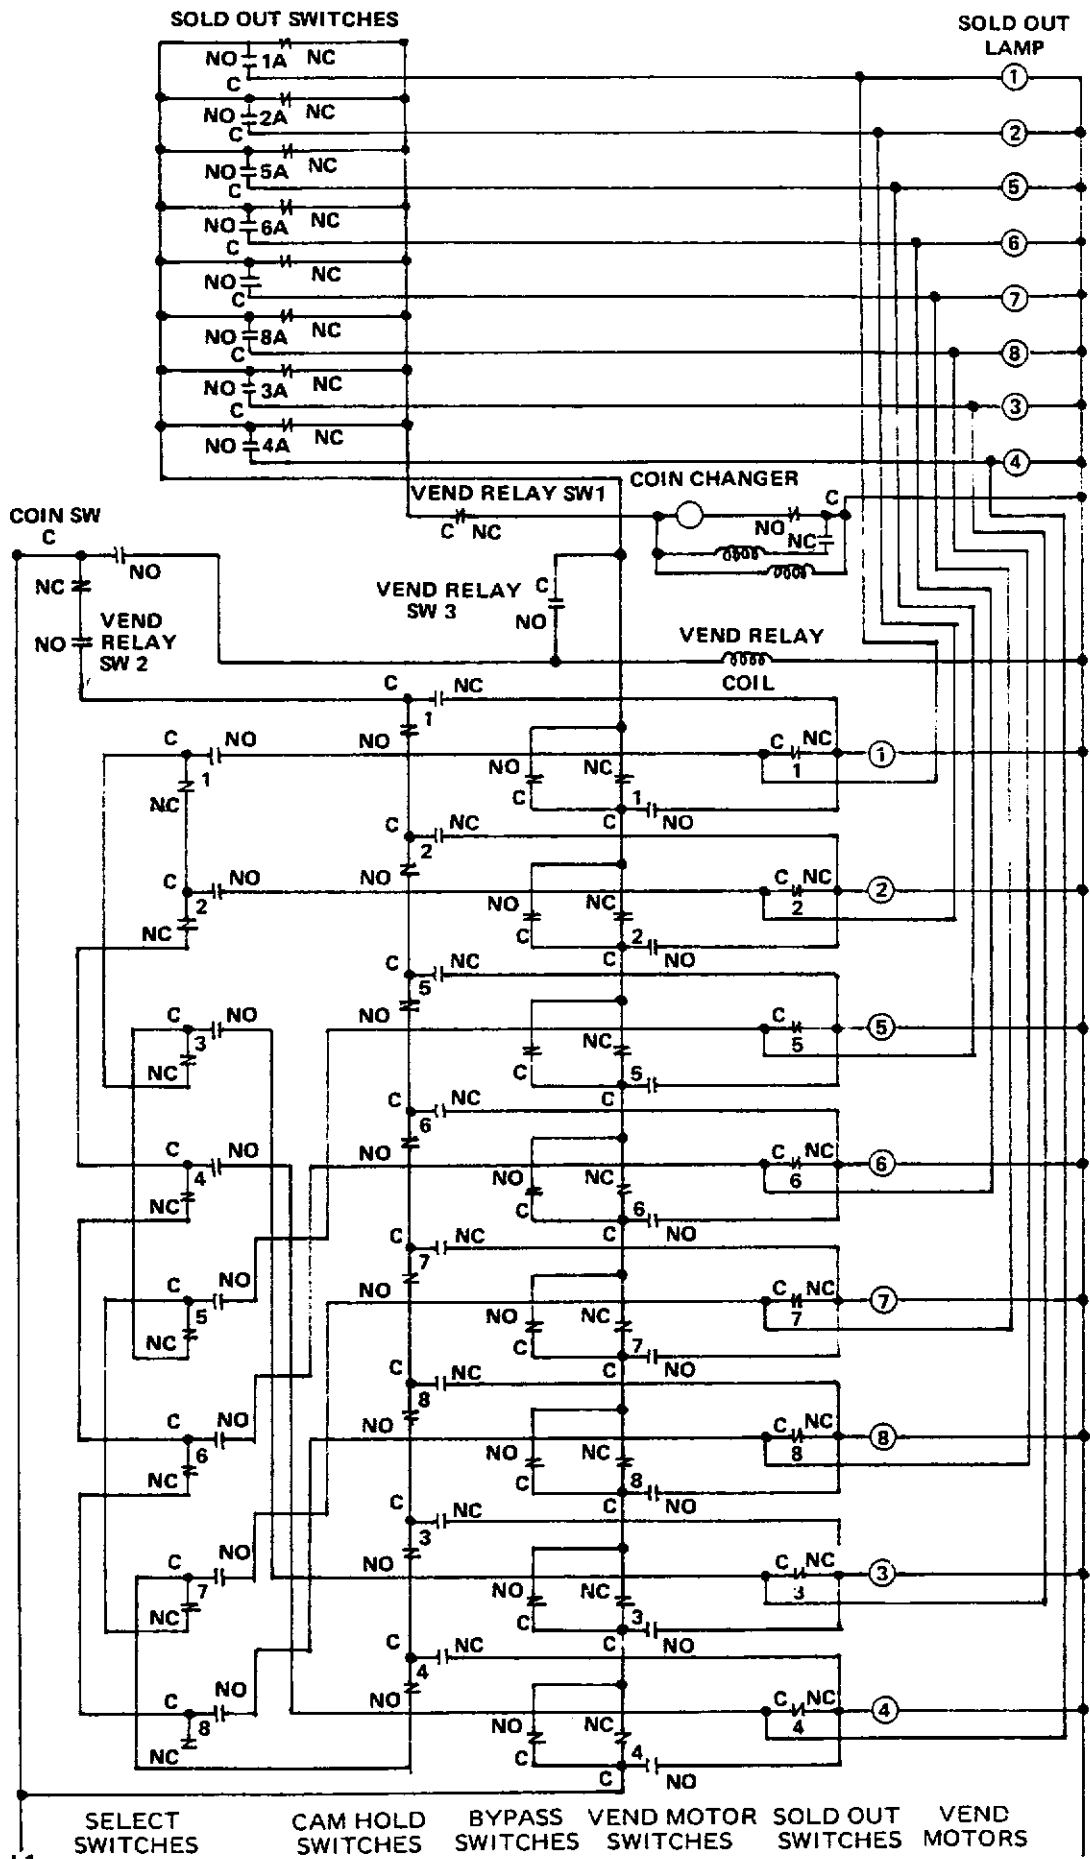 SOLD OUT SWITCHES
SOLD OUT
LAMP
NO 1A NC
C
1
NO 2A NC
C
2
NO 5A NC
C
5
NO 6A NC
C
6
NO NC
C
7
NO 8A NC
C
8
NO 3A NC
C
3
NO 4A NC
4
VEND RELAY SW1
COIN CHANGER
C
C NC
NO
NC
COIN SW
C
NO
NC
VEND RELAY
SW 3
C
NO
NO
VEND
RELAY
SW 2
VEND RELAY
COIL
C NC
1
NO
C NO
1
NC
NO NC
C
1
C NO
C NC
1
1
C NC
2
NO
C NO
2
NC
NO NC
C
2
C NO
C NC
2
2
C NC
5
NO
C NO
3
NC
NC
C
5
C
C NC
5
5
C NC
6
NO
C NO
4
NC
NO NC
C
6
C NO
C NC
6
6
C NC
7
NO
C NO
5
NC
NO NC
C
7
C NO
C NC
7
7
C NC
8
NO
C NO
6
NC
NO NC
C
8
C NO
C NC
8
8
C NC
3
NO
C NO
7
NC
NO NC
C
3
C NO
C NC
3
3
C NC
4
NO
C NO
8
NC
NO NC
C
4
C NO
C NC
4
4
SELECT
SWITCHES
CAM HOLD
SWITCHES
BYPASS
SWITCHES
VEND MOTOR
SWITCHES
SOLD OUT
SWITCHES
VEND
MOTORS